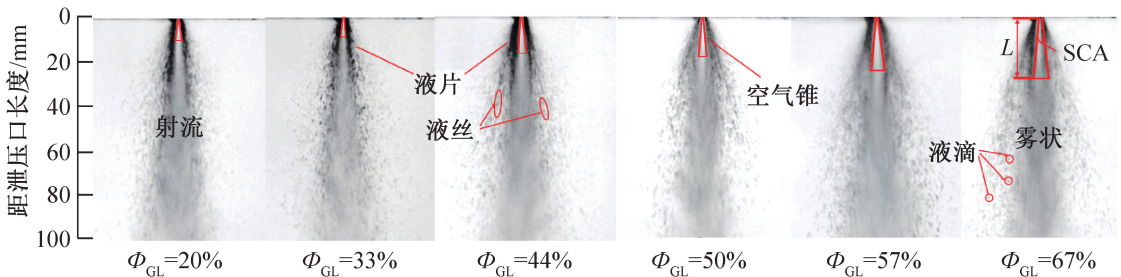 距泄压口长度/mm
0
20
40
60
80
100
射流
液片
液丝
空气锥
L
SCA
液滴
雾状
Φ_GL=20%
Φ_GL=33%
Φ_GL=44%
Φ_GL=50%
Φ_GL=57%
Φ_GL=67%